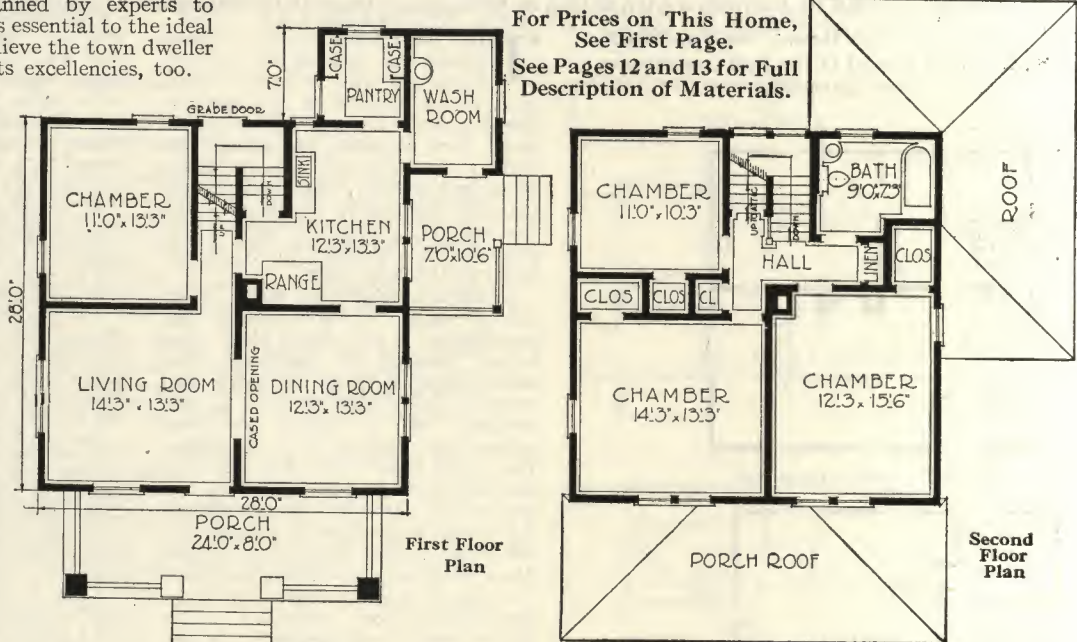 nned by experts to
s essential to the ideal
lieve the town dweller
ts excellencies, too.
For Prices on This Home,
See First Page.
See Pages 12 and 13 for Full
Description of Materials.
7'0"
CASE
CASE
PANTRY
WASH
ROOM
GRADE DOOR
CHAMBER
11'0" x 13'3"
UP
DOWN
SINK
KITCHEN
12'3" x 13'3"
RANGE
PORCH
7'0" x 10'6"
28'0"
LIVING ROOM
14'3" x 13'3"
CASED OPENING
DINING ROOM
12'3" x 13'3"
28'0"
PORCH
24'0" x 8'0"
First Floor
Plan
CHAMBER
11'0" x 10'3"
UP ATTIC
DOWN
BATH
9'0" x 7'3"
ROOF
HALL
LINEN
CLOS
CLOS
CLOS
CL
CHAMBER
14'3" x 13'3"
CHAMBER
12'3 x 15'6"
PORCH ROOF
Second
Floor
Plan